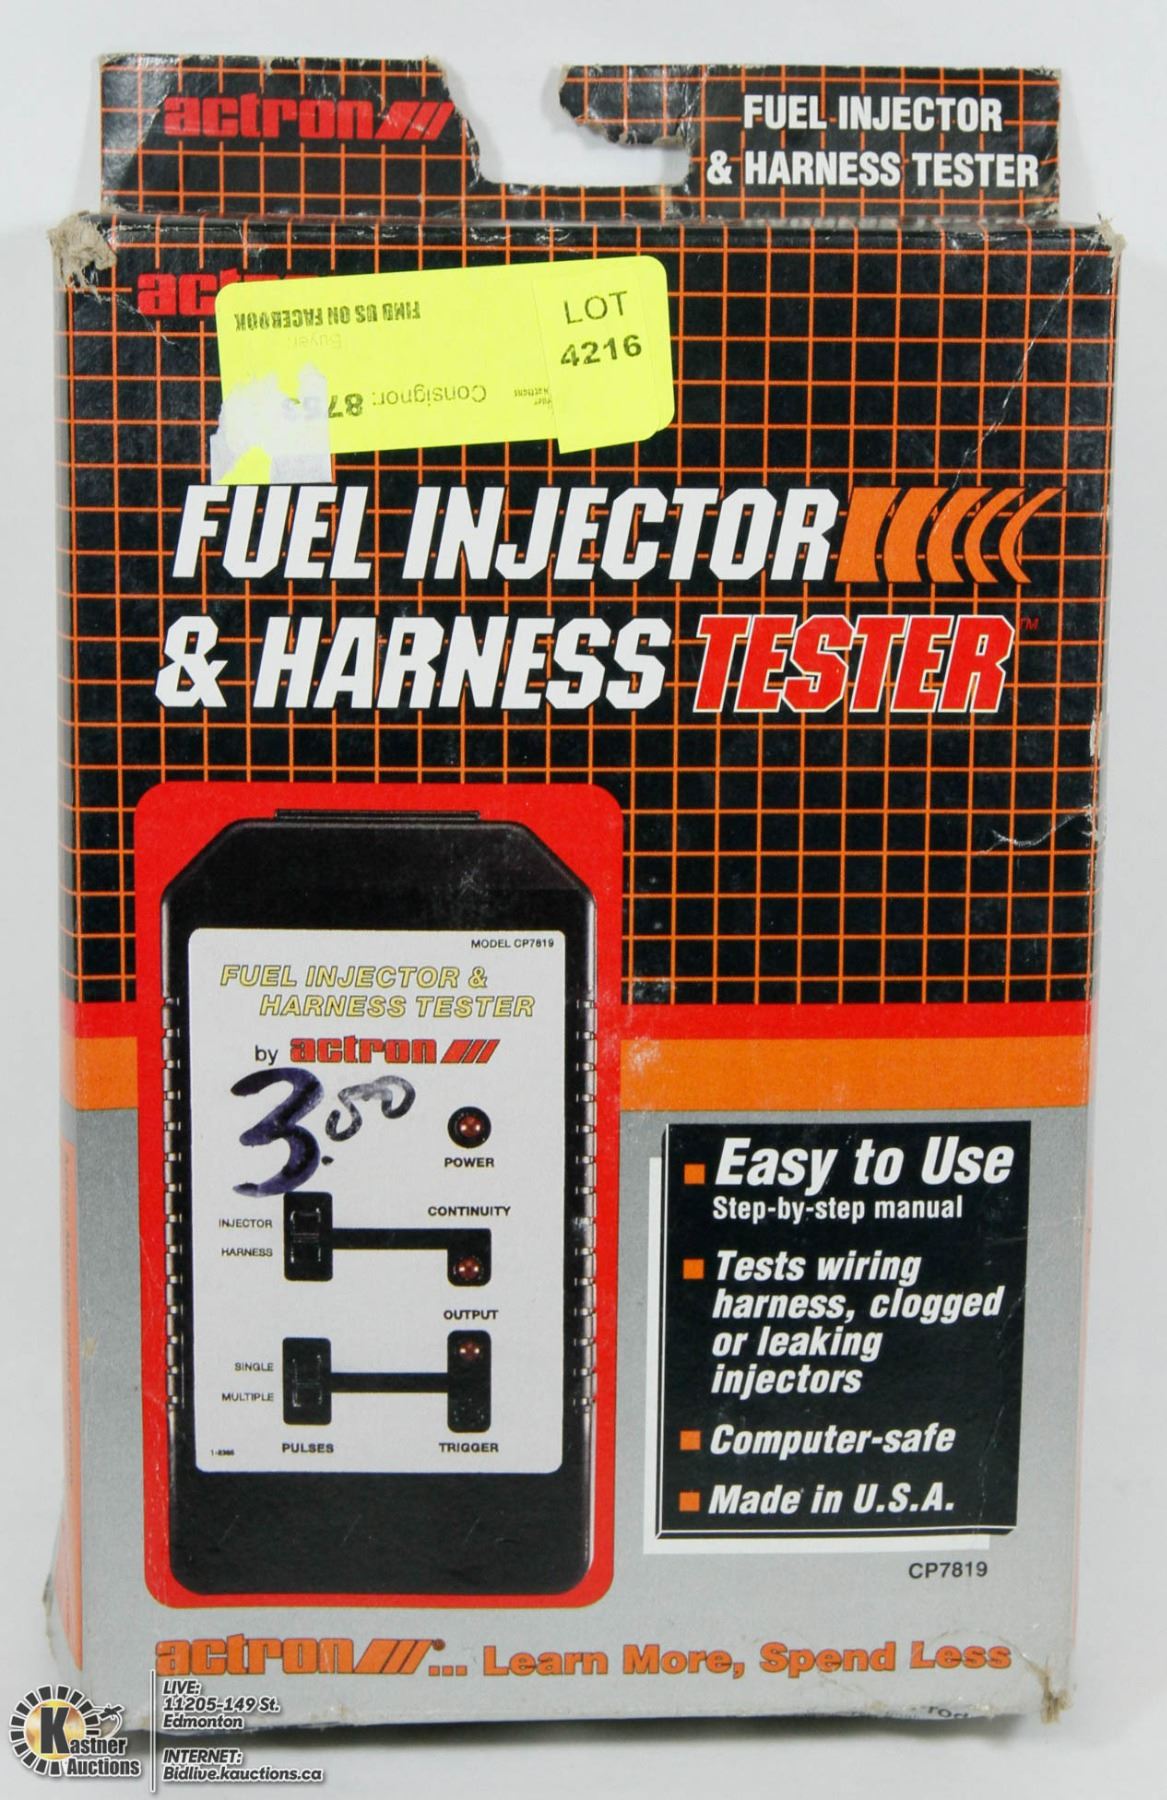 actron
FUEL INJECTOR
& HARNESS TESTER
FIND US ON FACEBOOK
Buyer:
Consignor:
LOT
4216
FUEL INJECTOR
& HARNESS TESTER™
MODEL CP7819
FUEL INJECTOR &
HARNESS TESTER
by actron
3.00
POWER
CONTINUITY
INJECTOR
HARNESS
OUTPUT
SINGLE
MULTIPLE
PULSES
TRIGGER
Easy to Use
Step-by-step manual
Tests wiring
harness, clogged
or leaking
injectors
Computer-safe
Made in U.S.A.
CP7819
actron®... Learn More, Spend Less
Kastner
Auctions
LIVE:
11205-149 St.
Edmonton
INTERNET:
Bidlive.kauctions.ca